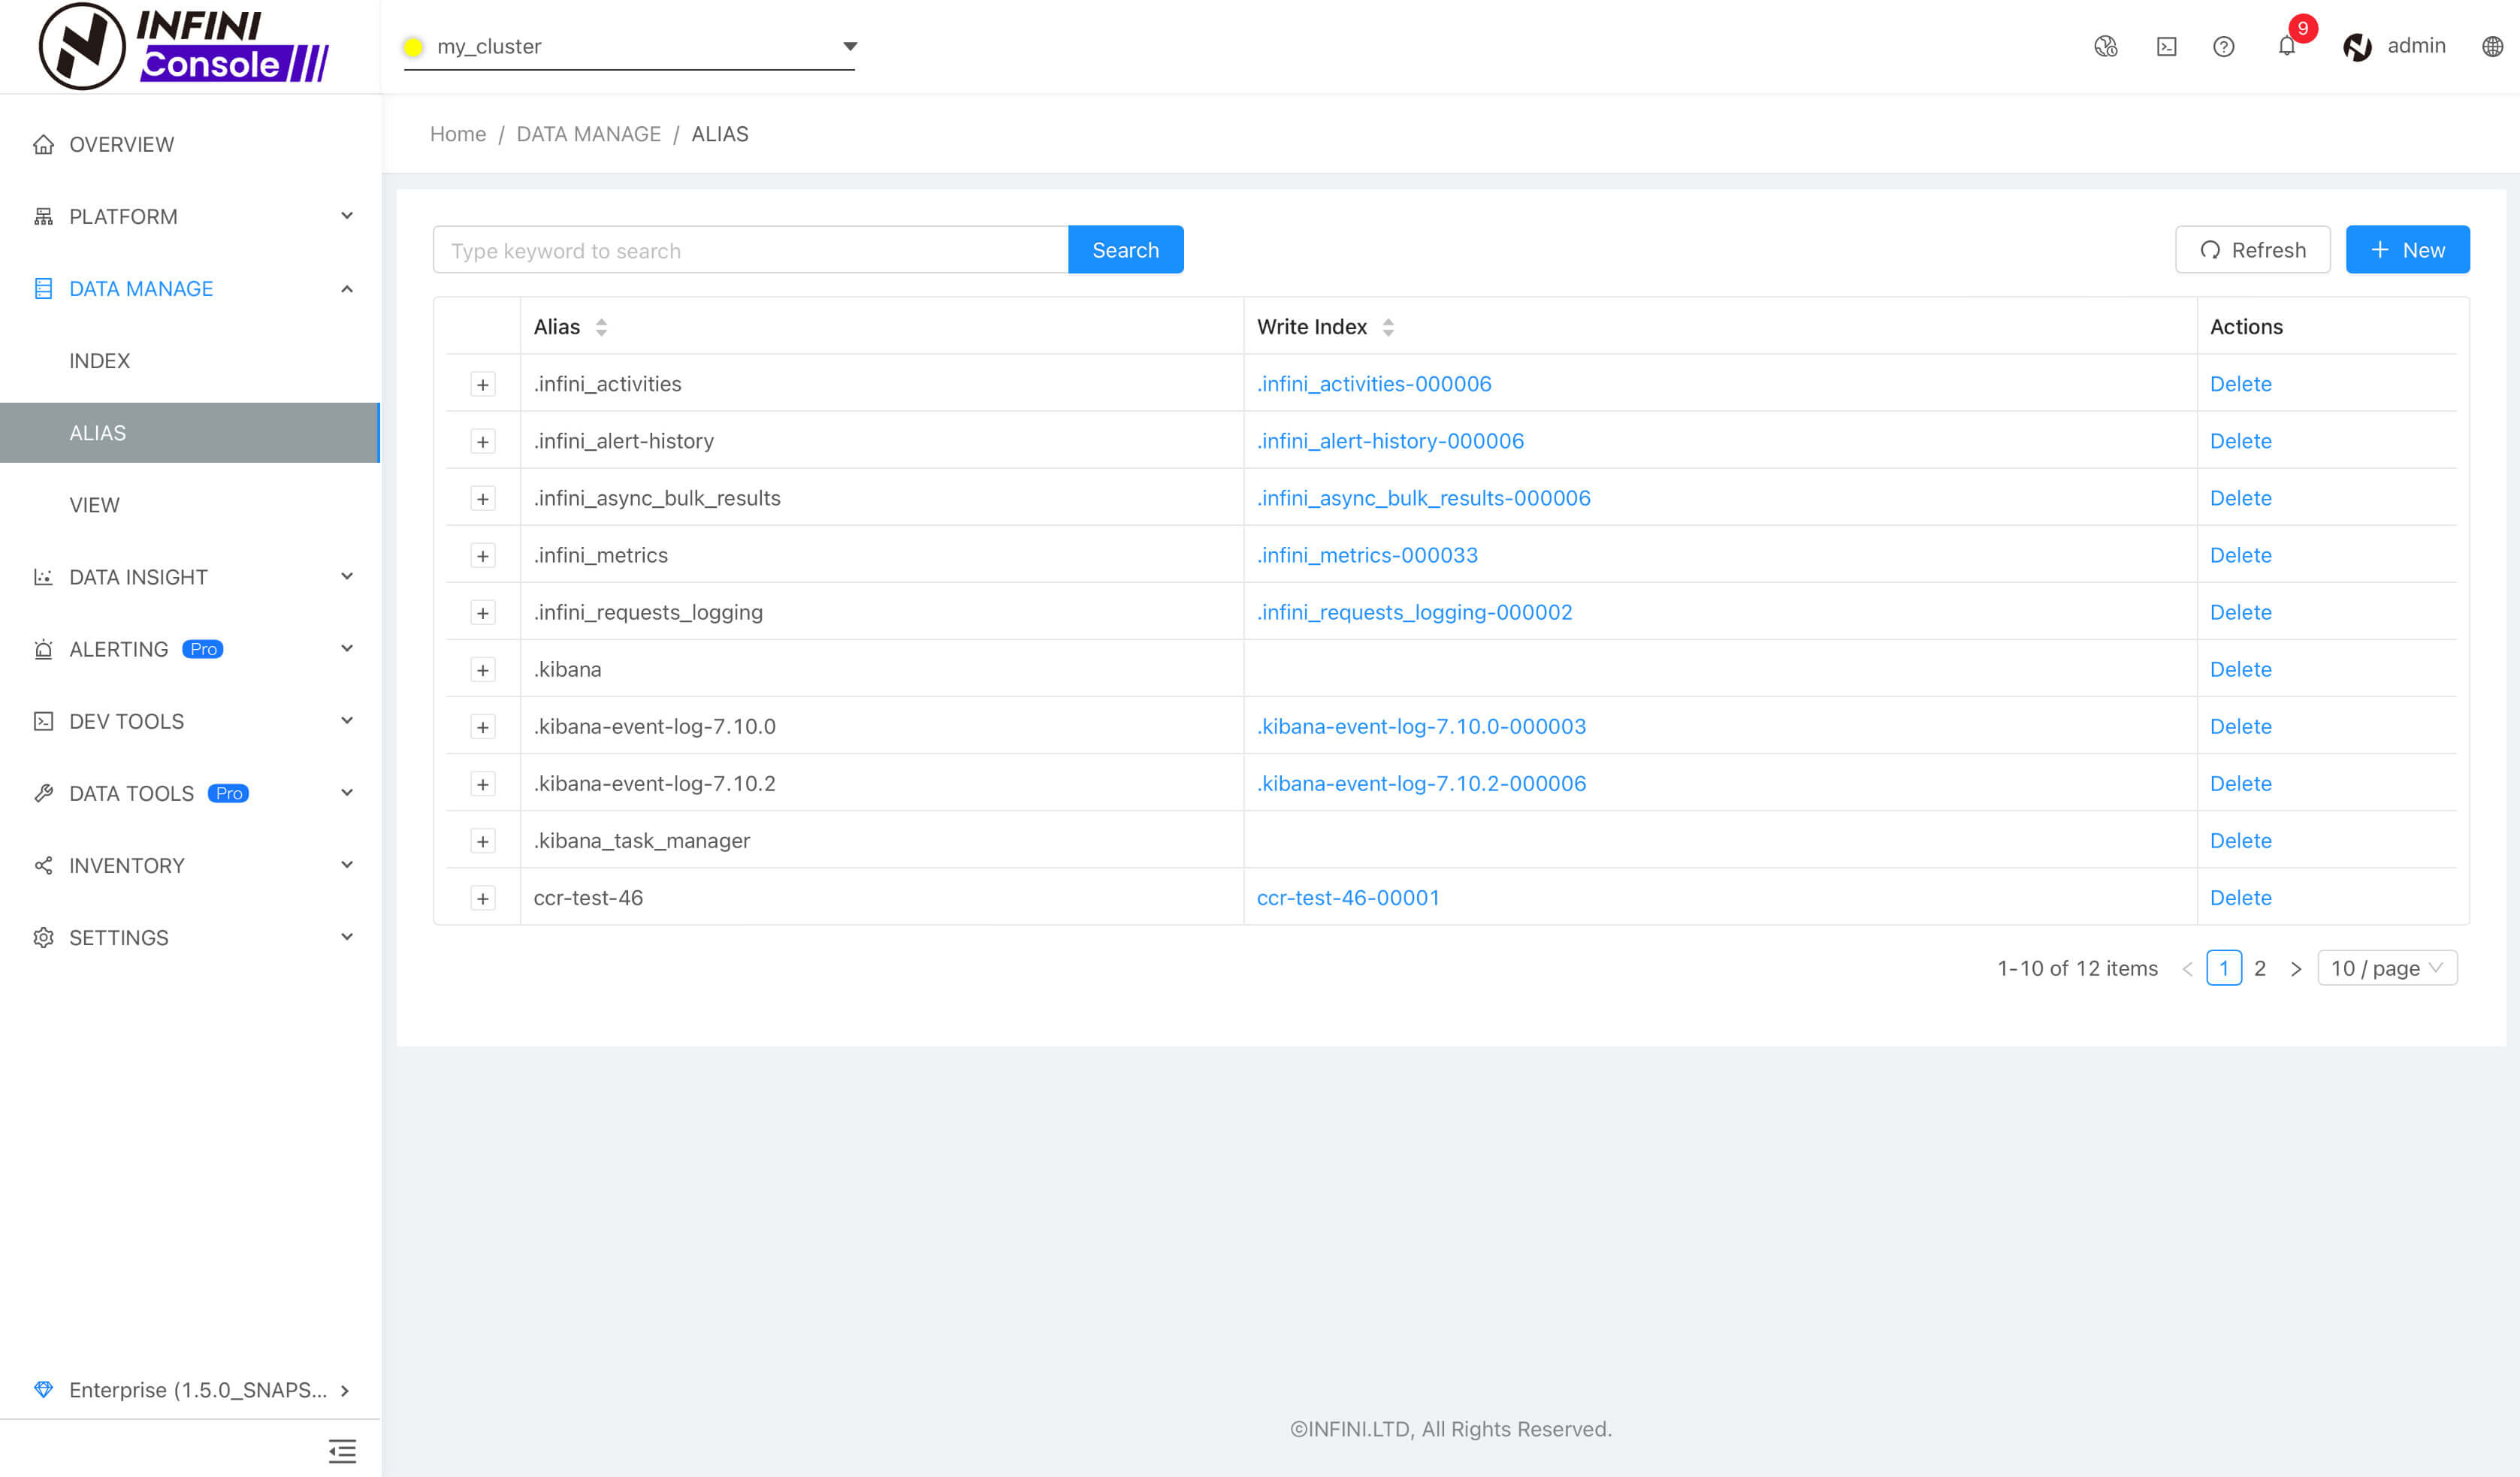 INFINI
Console
my_cluster
9
admin
Home / DATA MANAGE / ALIAS
OVERVIEW
PLATFORM
DATA MANAGE
INDEX
ALIAS
VIEW
DATA INSIGHT
ALERTING Pro
DEV TOOLS
DATA TOOLS Pro
INVENTORY
SETTINGS
Enterprise (1.5.0_SNAPS...
Type keyword to search
Search
Refresh
New
Alias Write Index Actions
.infini_activities .infini_activities-000006 Delete
.infini_alert-history .infini_alert-history-000006 Delete
.infini_async_bulk_results .infini_async_bulk_results-000006 Delete
.infini_metrics .infini_metrics-000033 Delete
.infini_requests_logging .infini_requests_logging-000002 Delete
.kibana Delete
.kibana-event-log-7.10.0 .kibana-event-log-7.10.0-000003 Delete
.kibana-event-log-7.10.2 .kibana-event-log-7.10.2-000006 Delete
.kibana_task_manager Delete
ccr-test-46 ccr-test-46-00001 Delete
1-10 of 12 items < 1 2 > 10 / page
©INFINI.LTD, All Rights Reserved.